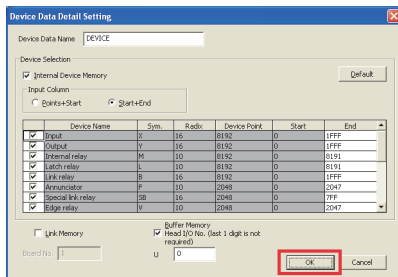 Device Data Detail Setting
Device Data Name DEVICE
Device Selection
Internal Device Memory
Default
Input Column
Points+Start Start+End
Device Name Sym. Radix Device Point Start End
Input X 16 8192 0 1FFF
Output Y 16 8192 0 1FFF
Internal relay M 10 8192 0 8191
Latch relay L 10 8192 0 8191
Link relay B 16 8192 0 1FFF
Annunciator F 10 2048 0 2047
Special link relay SB 16 2048 0 7FF
Edge relay V 10 2048 0 2047
Link Memory
Buffer Memory
Head I/O No. (last 1 digit is not
required)
Board No. 1
U 0
OK Cancel